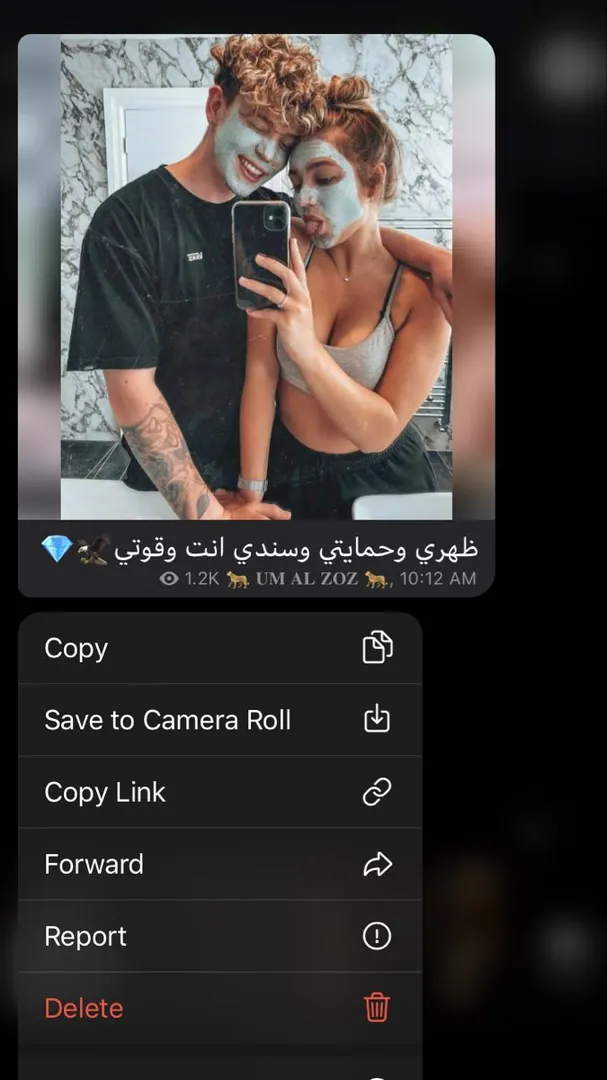 ظهري وحمايتي وسندي انت وقوتي 🦅💎
1.2K 🐆 𝐔𝐌 𝐀𝐋 𝐙𝐎𝐙 🐆, 10:12 AM
Copy
Save to Camera Roll
Copy Link
Forward
Report
Delete